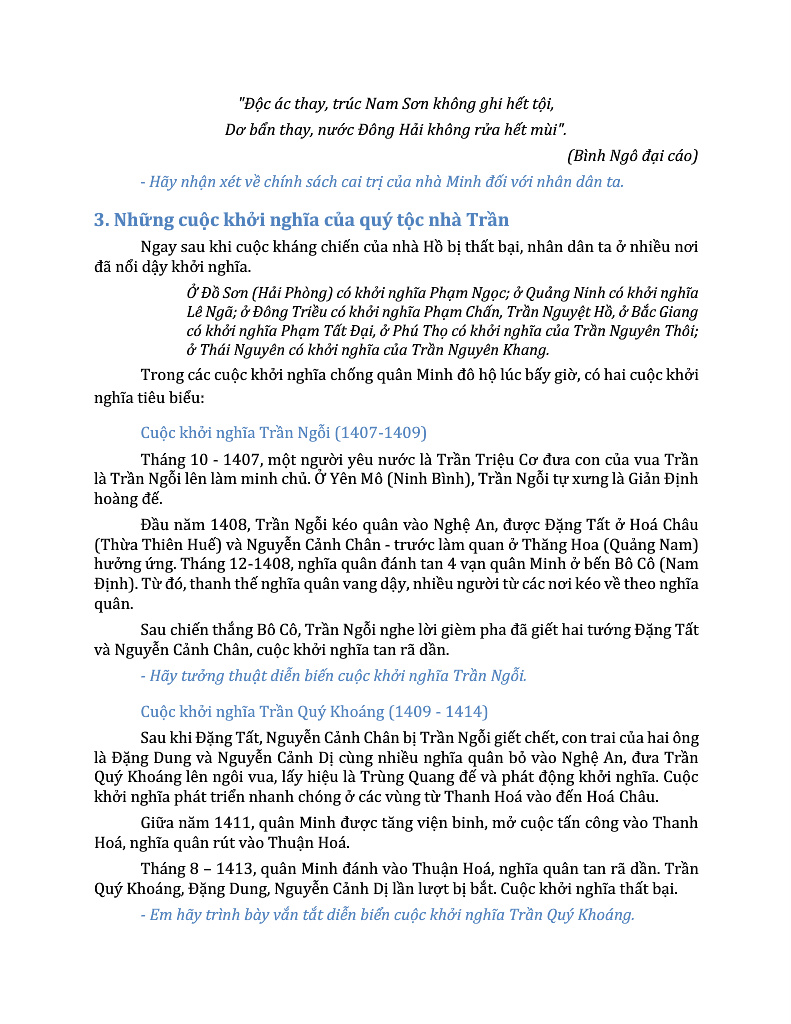 "Độc ác thay, trúc Nam Sơn không ghi hết tội,
Dơ bẩn thay, nước Đông Hải không rửa hết mùi".
(Bình Ngô đại cáo)
- Hãy nhận xét về chính sách cai trị của nhà Minh đối với nhân dân ta.
3. Những cuộc khởi nghĩa của quý tộc nhà Trần
Ngay sau khi cuộc kháng chiến của nhà Hồ bị thất bại, nhân dân ta ở nhiều nơi
đã nổi dậy khởi nghĩa.
Ở Đồ Sơn (Hải Phòng) có khởi nghĩa Phạm Ngọc; ở Quảng Ninh có khởi nghĩa
Lê Ngã; ở Đông Triều có khởi nghĩa Phạm Chấn, Trần Nguyệt Hồ, ở Bắc Giang
có khởi nghĩa Phạm Tất Đại, ở Phú Thọ có khởi nghĩa của Trần Nguyên Thôi;
ở Thái Nguyên có khởi nghĩa của Trần Nguyên Khang.
Trong các cuộc khởi nghĩa chống quân Minh đô hộ lúc bấy giờ, có hai cuộc khởi
nghĩa tiêu biểu:
Cuộc khởi nghĩa Trần Ngỗi (1407-1409)
Tháng 10 - 1407, một người yêu nước là Trần Triệu Cơ đưa con của vua Trần
là Trần Ngỗi lên làm minh chủ. Ở Yên Mô (Ninh Bình), Trần Ngỗi tự xưng là Giản Định
hoàng đế.
Đầu năm 1408, Trần Ngỗi kéo quân vào Nghệ An, được Đặng Tất ở Hoá Châu
(Thừa Thiên Huế) và Nguyễn Cảnh Chân - trước làm quan ở Thăng Hoa (Quảng Nam)
hưởng ứng. Tháng 12-1408, nghĩa quân đánh tan 4 vạn quân Minh ở bến Bô Cô (Nam
Định). Từ đó, thanh thế nghĩa quân vang dậy, nhiều người từ các nơi kéo về theo nghĩa
quân.
Sau chiến thắng Bô Cô, Trần Ngỗi nghe lời gièm pha đã giết hai tướng Đặng Tất
và Nguyễn Cảnh Chân, cuộc khởi nghĩa tan rã dần.
- Hãy tưởng thuật diễn biến cuộc khởi nghĩa Trần Ngỗi.
Cuộc khởi nghĩa Trần Quý Khoáng (1409 - 1414)
Sau khi Đặng Tất, Nguyễn Cảnh Chân bị Trần Ngỗi giết chết, con trai của hai ông
là Đặng Dung và Nguyễn Cảnh Dị cùng nhiều nghĩa quân bỏ vào Nghệ An, đưa Trần
Quý Khoáng lên ngôi vua, lấy hiệu là Trùng Quang đế và phát động khởi nghĩa. Cuộc
khởi nghĩa phát triển nhanh chóng ở các vùng từ Thanh Hoá vào đến Hoá Châu.
Giữa năm 1411, quân Minh được tăng viện binh, mở cuộc tấn công vào Thanh
Hoá, nghĩa quân rút vào Thuận Hoá.
Tháng 8 – 1413, quân Minh đánh vào Thuận Hoá, nghĩa quân tan rã dần. Trần
Quý Khoáng, Đặng Dung, Nguyễn Cảnh Dị lần lượt bị bắt. Cuộc khởi nghĩa thất bại.
- Em hãy trình bày vắn tắt diễn biển cuộc khởi nghĩa Trần Quý Khoáng.